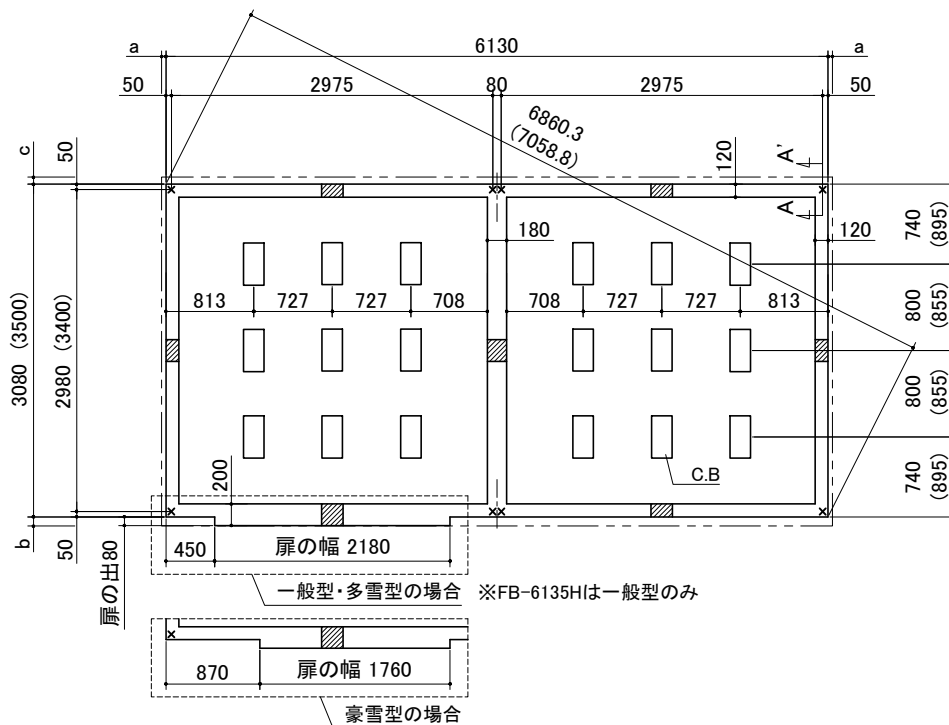 a 6130 a
50 2975 80 2975 50
6860.3
(7058.8)
c
50
120
A'
A
180
120
740
(895)
813 727 727 708
708 727 727 813
800
(855)
3080 (3500)
2980 (3400)
800
(855)
C.B
200
740
(895)
b
50
扉の出80
450 扉の幅 2180
一般型・多雪型の場合 ※FB-6135Hは一般型のみ
870 扉の幅 1760
豪雪型の場合